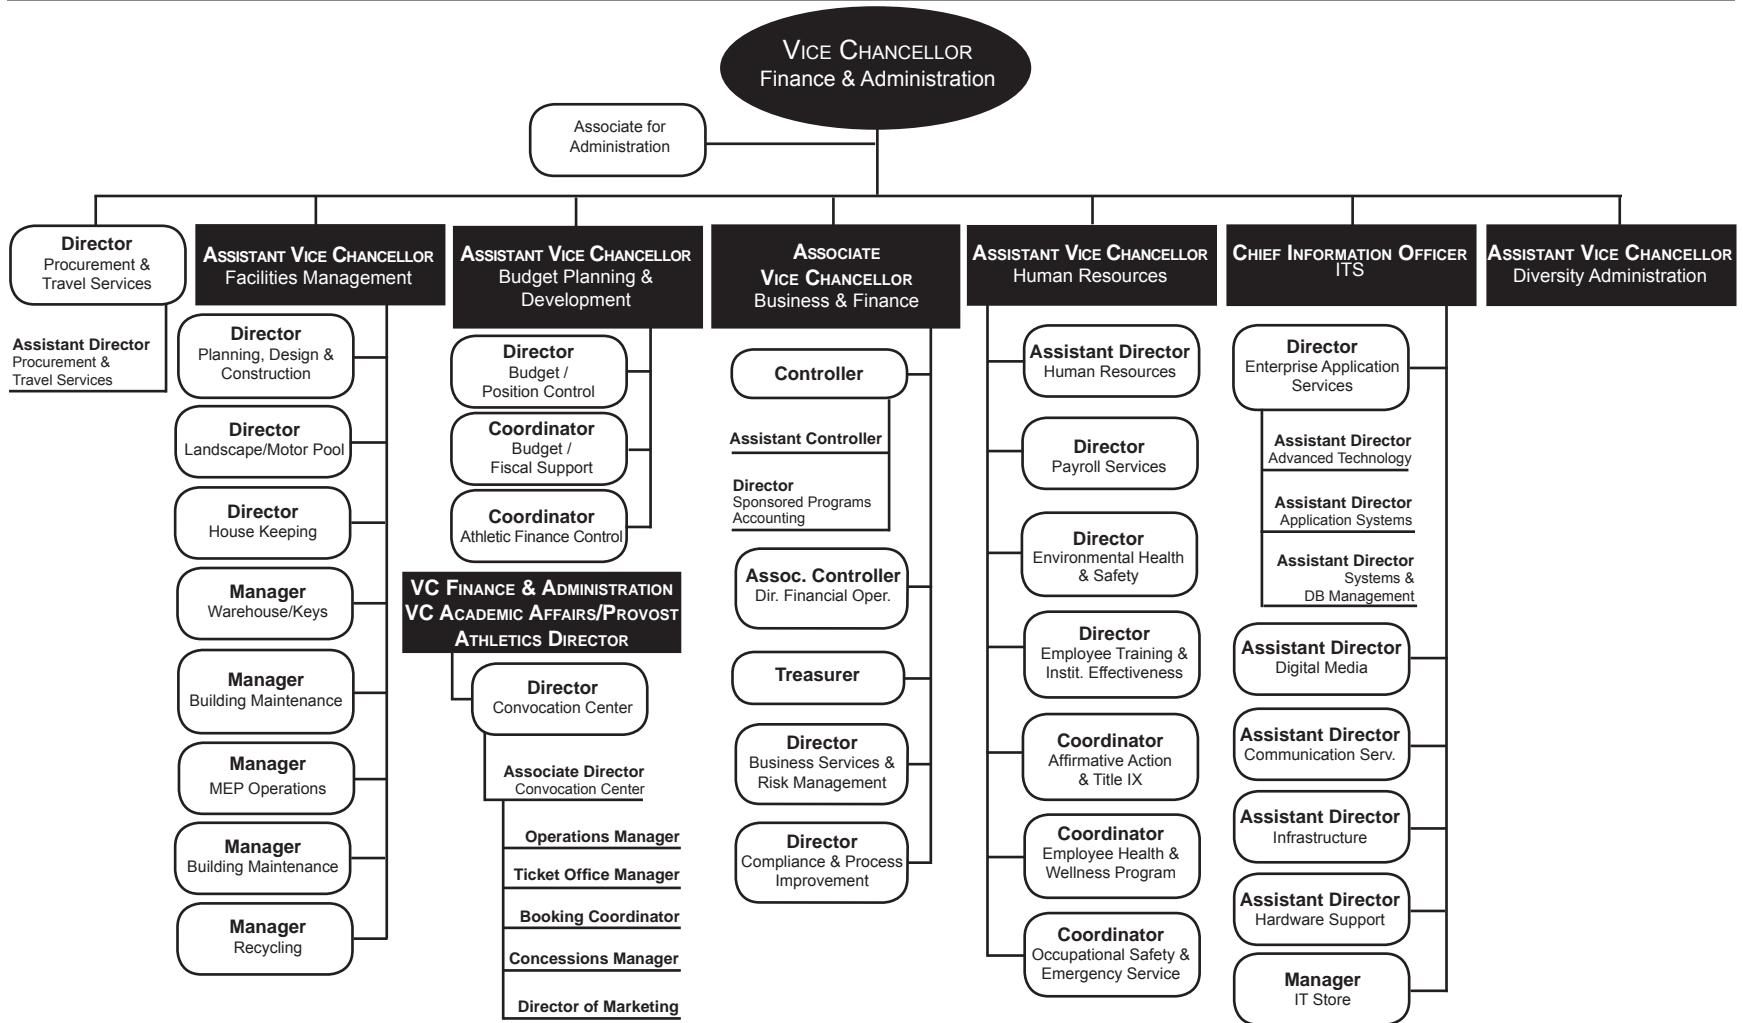 VICE CHANCELLOR
Finance & Administration
Associate for
Administration
Director
Procurement &
Travel Services
Assistant Director
Procurement &
Travel Services
ASSISTANT VICE CHANCELLOR
Facilities Management
Director
Planning, Design &
Construction
Director
Landscape/Motor Pool
Director
House Keeping
Manager
Warehouse/Keys
Manager
Building Maintenance
Manager
MEP Operations
Manager
Building Maintenance
Manager
Recycling
ASSISTANT VICE CHANCELLOR
Budget Planning &
Development
Director
Budget /
Position Control
Coordinator
Budget /
Fiscal Support
Coordinator
Athletic Finance Control
VC FINANCE & ADMINISTRATION
VC ACADEMIC AFFAIRS/PROVOST
ATHLETICS DIRECTOR
Director
Convocation Center
Associate Director
Convocation Center
Operations Manager
Ticket Office Manager
Booking Coordinator
Concessions Manager
Director of Marketing
ASSOCIATE
VICE CHANCELLOR
Business & Finance
Controller
Assistant Controller
Director
Sponsored Programs
Accounting
Assoc. Controller
Dir. Financial Oper.
Treasurer
Director
Business Services &
Risk Management
Director
Compliance & Process
Improvement
ASSISTANT VICE CHANCELLOR
Human Resources
Assistant Director
Human Resources
Director
Payroll Services
Director
Environmental Health
& Safety
Director
Employee Training &
Instit. Effectiveness
Coordinator
Affirmative Action
& Title IX
Coordinator
Employee Health &
Wellness Program
Coordinator
Occupational Safety &
Emergency Service
CHIEF INFORMATION OFFICER
ITS
Director
Enterprise Application
Services
Assistant Director
Advanced Technology
Assistant Director
Application Systems
Assistant Director
Systems &
DB Management
Assistant Director
Digital Media
Assistant Director
Communication Serv.
Assistant Director
Infrastructure
Assistant Director
Hardware Support
Manager
IT Store
ASSISTANT VICE CHANCELLOR
Diversity Administration